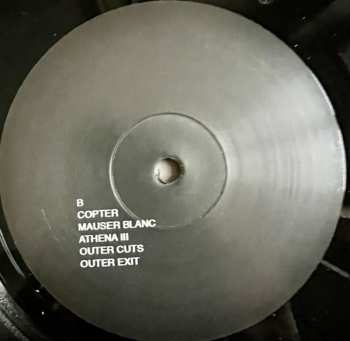 B
COPTER
MAUSER BLANC
ATHENA III
OUTER CUTS
OUTER EXIT